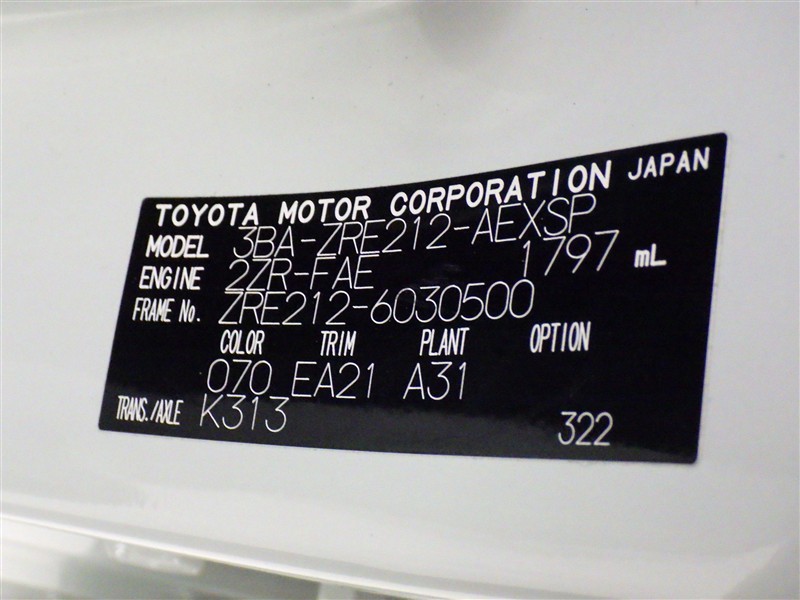 TOYOTA MOTOR CORPORATION JAPAN
MODEL 3BA-ZRE212-AEXSP
ENGINE 2ZR-FAE 1797 mL
FRAME No. ZRE212-6030500
COLOR TRIM PLANT OPTION
070 EA21 A31
TRANS./AXLE K313 322